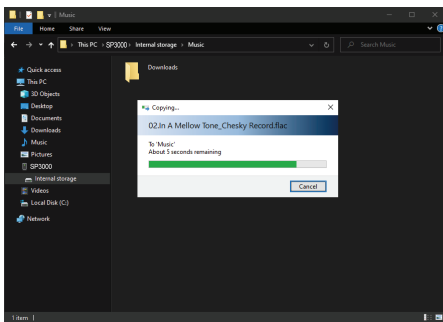 Music
File Home Share View
This PC > SP3000 > Internal storage > Music
Search Music
Quick access
This PC
3D Objects
Desktop
Documents
Downloads
Music
Pictures
SP3000
Internal storage
Videos
Local Disk (C:)
Network
Downloads
Copying...
02.In A Mellow Tone_Chesky Record.flac
To 'Music'
About 5 seconds remaining
Cancel
1 item